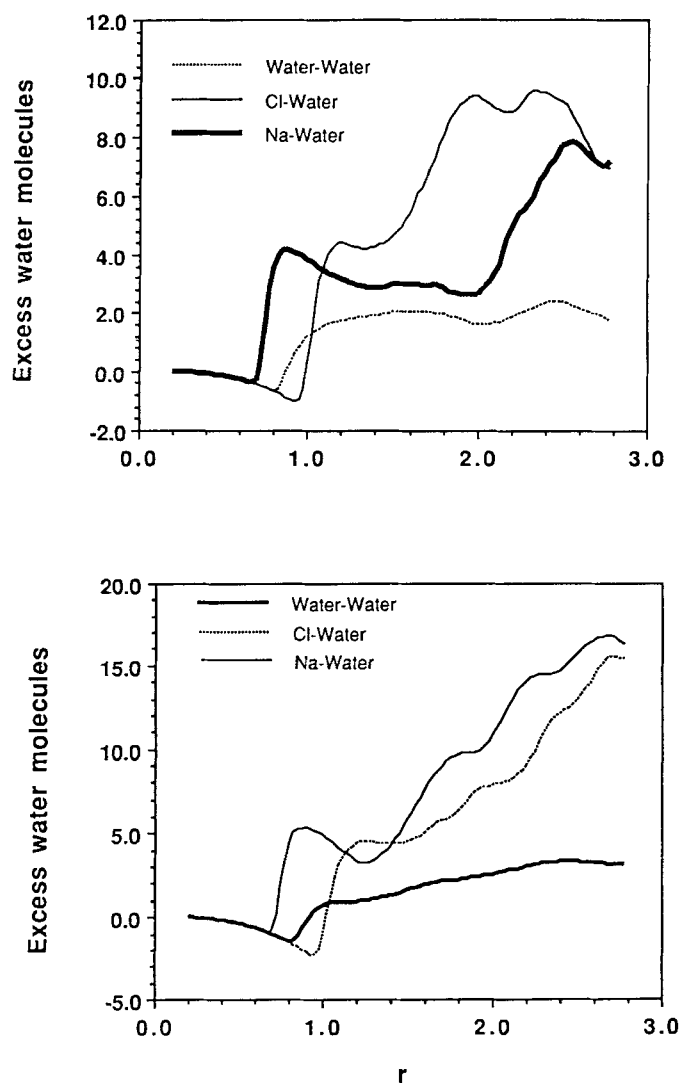 12.0
10.0
8.0
6.0
4.0
2.0
0.0
-2.0
Excess water molecules
Water-Water
Cl-Water
Na-Water
0.0 1.0 2.0 3.0
20.0
15.0
10.0
5.0
0.0
-5.0
Excess water molecules
Water-Water
Cl-Water
Na-Water
0.0 1.0 2.0 3.0
r